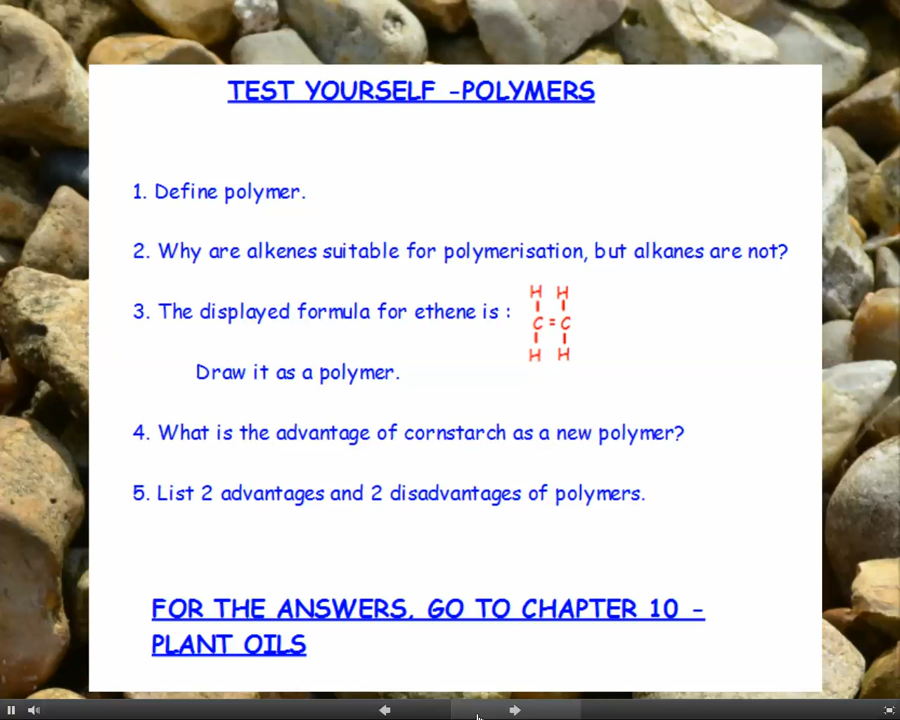 TEST YOURSELF -POLYMERS
1. Define polymer.
2. Why are alkenes suitable for polymerisation, but alkanes are not?
3. The displayed formula for ethene is :
H H
C = C
H H
Draw it as a polymer.
4. What is the advantage of cornstarch as a new polymer?
5. List 2 advantages and 2 disadvantages of polymers.
FOR THE ANSWERS, GO TO CHAPTER 10 -
PLANT OILS